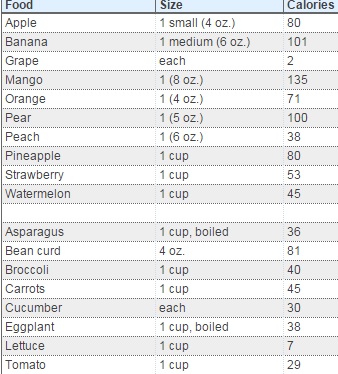 Food Size Calories
Apple 1 small (4 oz.) 80
Banana 1 medium (6 oz.) 101
Grape each 2
Mango 1 (8 oz.) 135
Orange 1 (4 oz.) 71
Pear 1 (5 oz.) 100
Peach 1 (6 oz.) 38
Pineapple 1 cup 80
Strawberry 1 cup 53
Watermelon 1 cup 45
Asparagus 1 cup, boiled 36
Bean curd 4 oz. 81
Broccoli 1 cup 40
Carrots 1 cup 45
Cucumber each 30
Eggplant 1 cup, boiled 38
Lettuce 1 cup 7
Tomato 1 cup 29